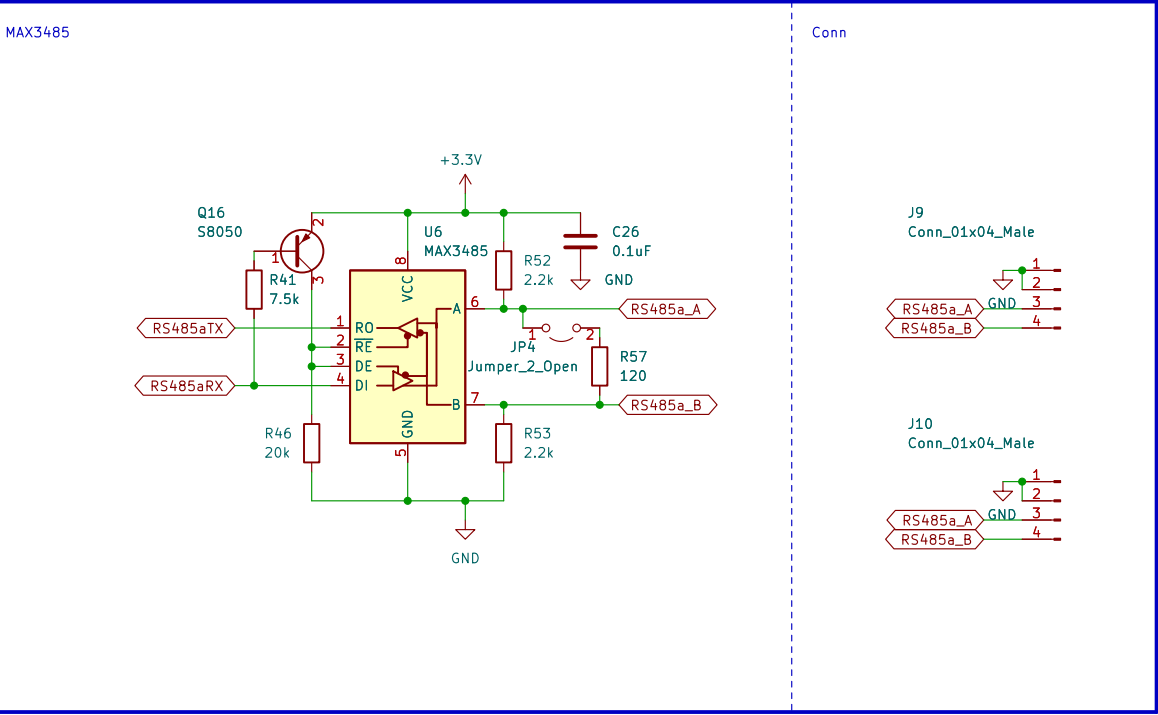 MAX3485
Conn
+3.3V
Q16
S8050
2
1
3
R41
7.5k
U6
MAX3485
8
VCC
R52
2.2k
C26
0.1uF
GND
RS485aTX
RS485aRX
1
2
3
4
RO
RE
DE
DI
A
B
GND
5
6
7
RS485a_A
1
2
JP4
Jumper_2_Open
R57
120
RS485a_B
R46
20k
R53
2.2k
GND
J9
Conn_01x04_Male
1
2
3
4
GND
RS485a_A
RS485a_B
J10
Conn_01x04_Male
1
2
3
4
GND
RS485a_A
RS485a_B